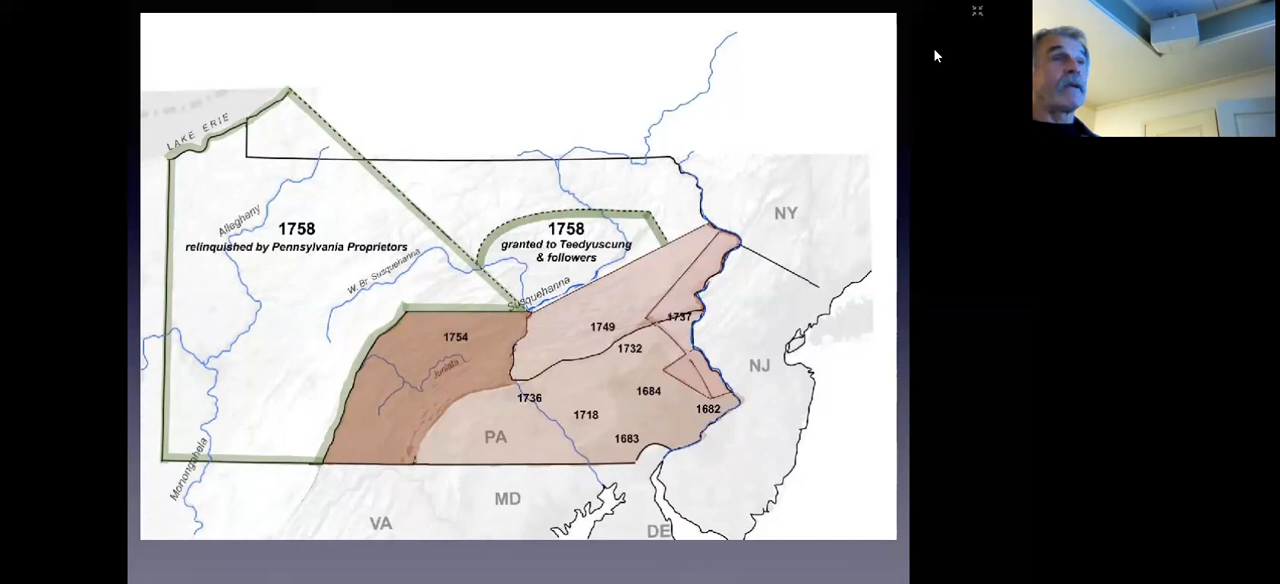 LAKE ERIE
NY
Allegheny
1758
relinquished by Pennsylvania Proprietors
1758
granted to Teedyuscung
& followers
W. Br. Susquehanna
Susquehanna
1737
1749
1754
1732
NJ
Juniata
1684
1736
1682
1718
1683
PA
Monongahela
MD
VA
DE